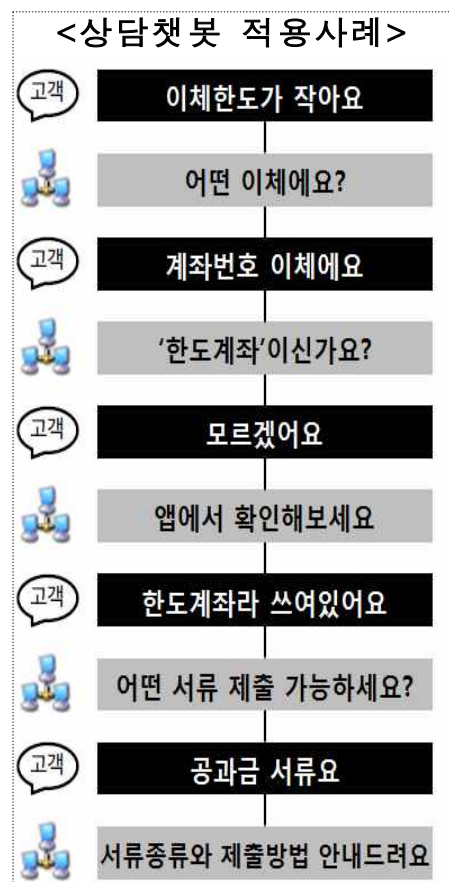 <상담챗봇 적용사례>
고객
이체한도가 작아요
어떤 이체에요?
고객
계좌번호 이체에요
‘한도계좌’이신가요?
고객
모르겠어요
앱에서 확인해보세요
고객
한도계좌라 쓰여있어요
어떤 서류 제출 가능하세요?
고객
공과금 서류요
서류종류와 제출방법 안내드려요